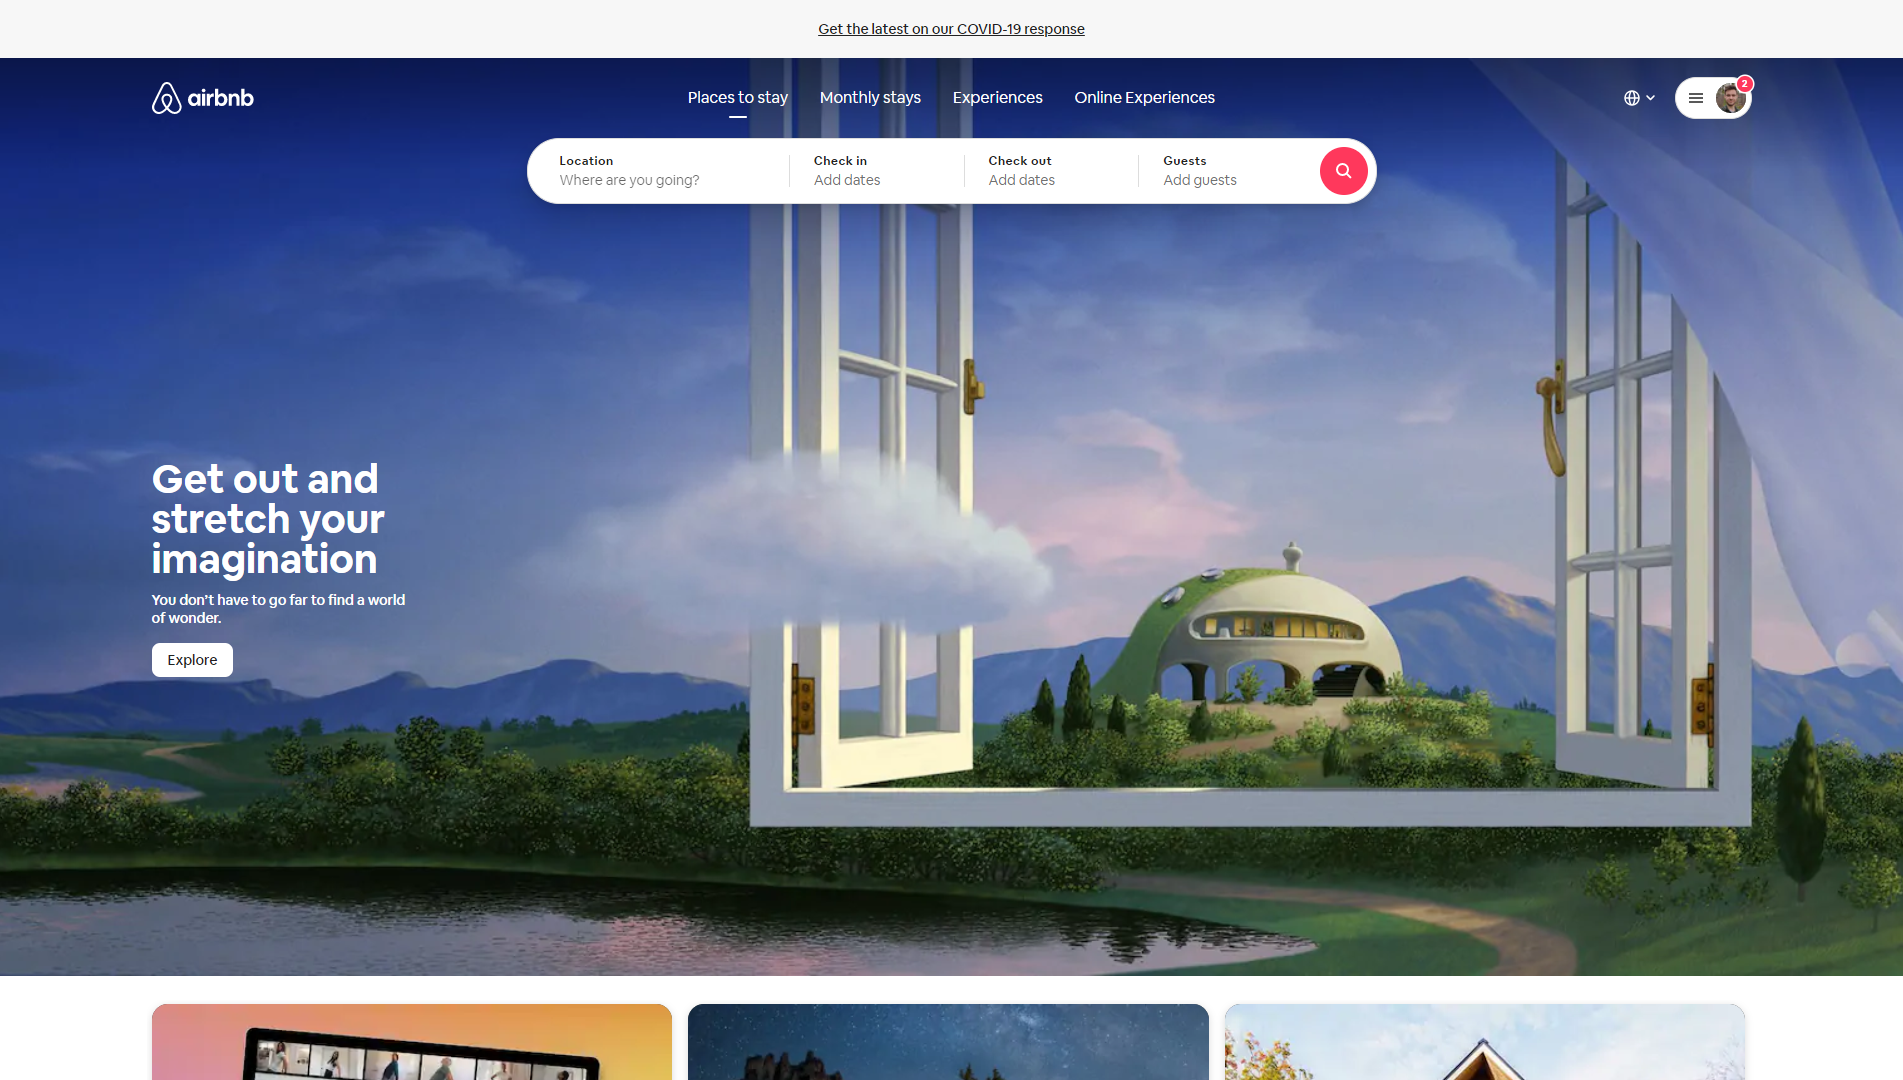 Get the latest on our COVID-19 response
airbnb
Places to stay
Monthly stays
Experiences
Online Experiences
2
Location
Where are you going?
Check in
Add dates
Check out
Add dates
Guests
Add guests
Get out and
stretch your
imagination
You don't have to go far to find a world
of wonder.
Explore